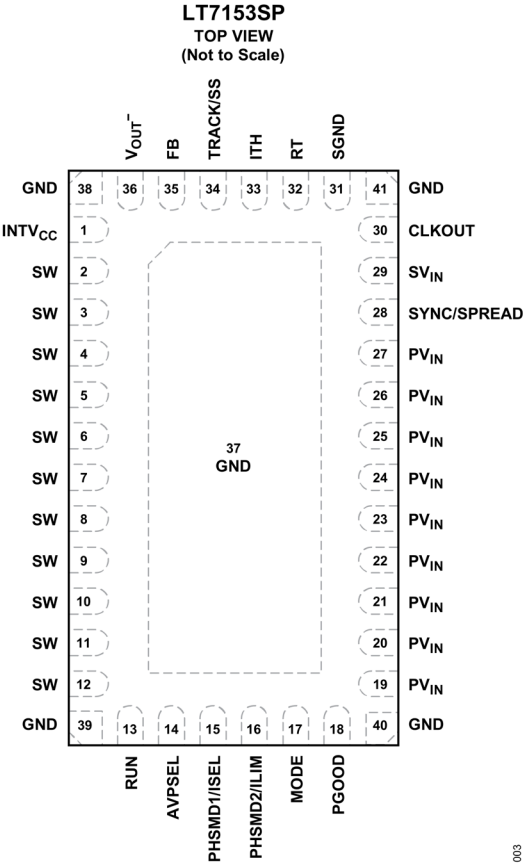 LT7153SP
TOP VIEW
(Not to Scale)
VOUT–
FB
TRACK/SS
ITH
RT
SGND
GND 38 36 35 34 33 32 31 41 GND
INTVCC 1 30 CLKOUT
SW 2 29 SVIN
SW 3 28 SYNC/SPREAD
SW 4 27 PVIN
SW 5 26 PVIN
SW 6 25 PVIN
37
GND
SW 7 24 PVIN
SW 8 23 PVIN
SW 9 22 PVIN
SW 10 21 PVIN
SW 11 20 PVIN
SW 12 19 PVIN
GND 39 13 14 15 16 17 18 40 GND
RUN
AVPSEL
PHSMD1/ISEL
PHSMD2/ILIM
MODE
PGOOD
003